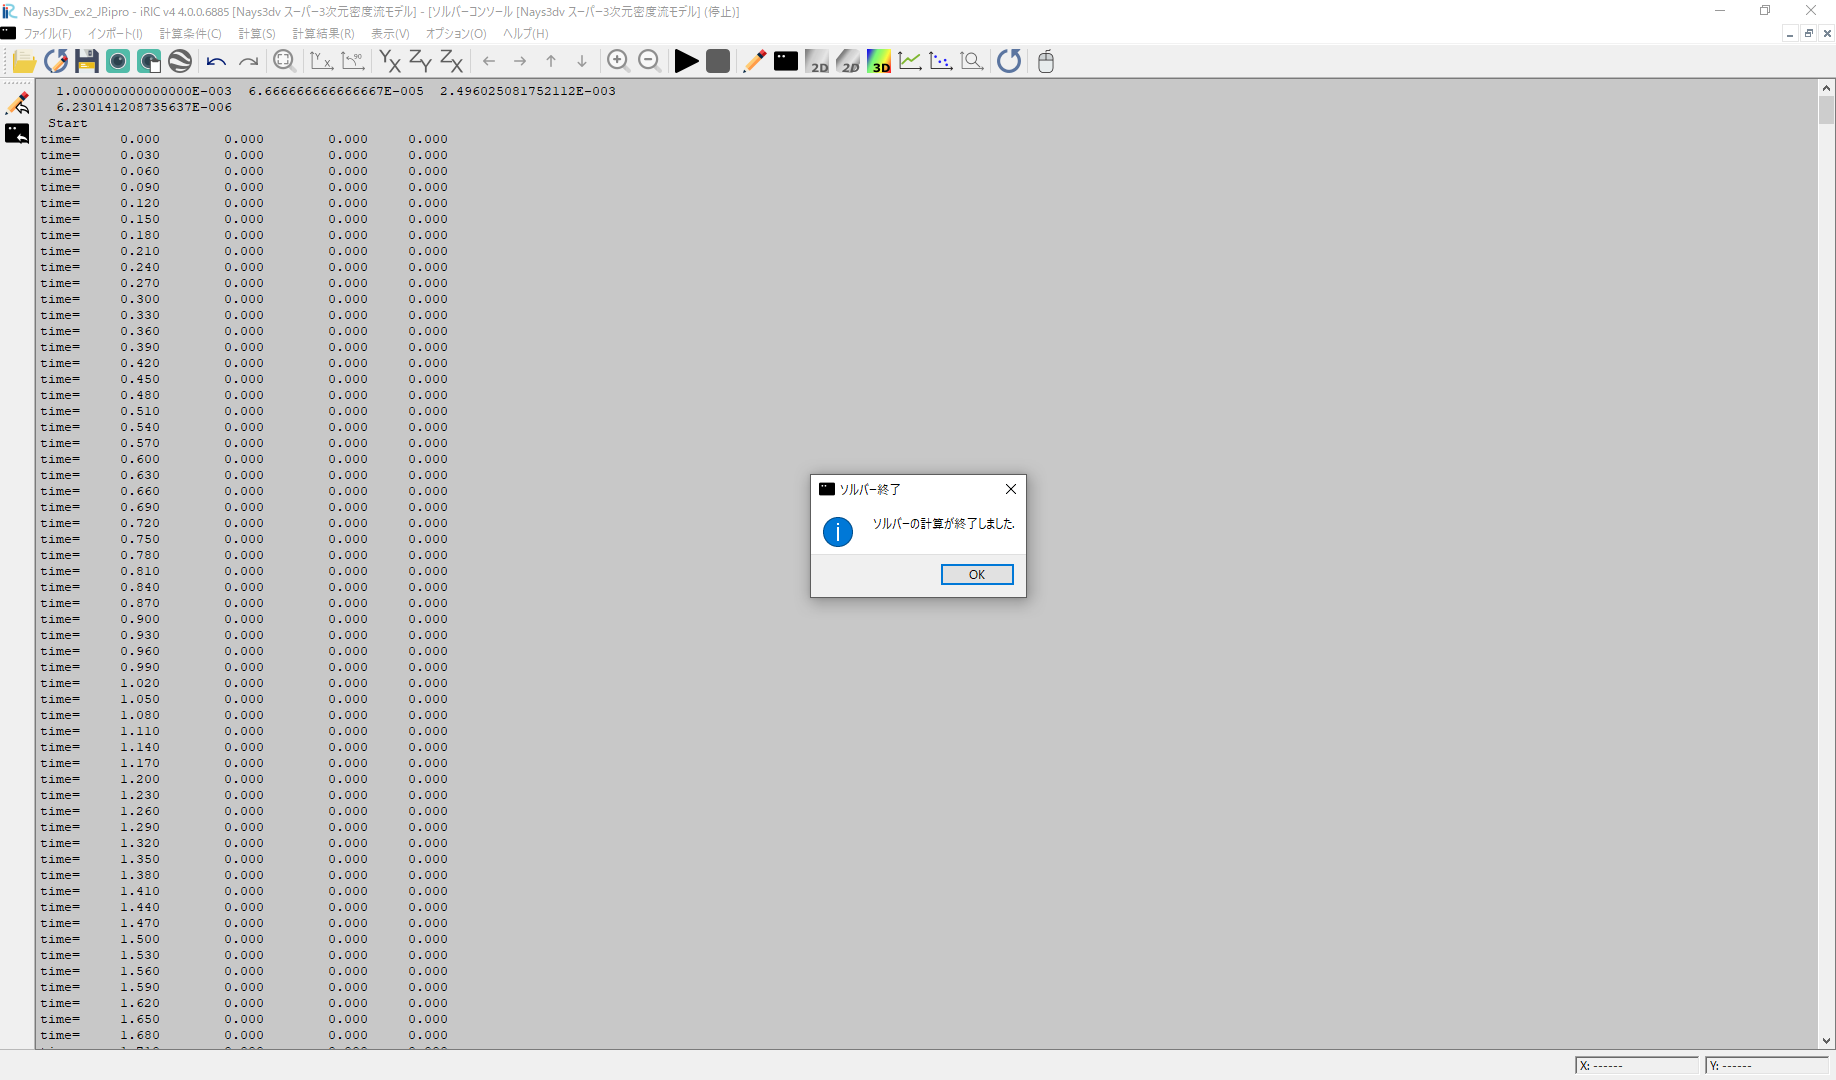 Nays3Dv_ex2_JP.ipro - iRIC v4 4.0.0.6885 [Nays3dv スーパー3次元密度流モデル] - [ソルバーコンソール [Nays3dv スーパー3次元密度流モデル] (停止)]
ファイル(F) インポート(I) 計算条件(C) 計算(S) 計算結果(R) 表示(V) オプション(O) ヘルプ(H)
2D 2D 3D
1.000000000000000E-003 6.666666666666667E-005 2.496025081752112E-003
6.230141208735637E-006
Start
time= 0.000 0.000 0.000 0.000
time= 0.030 0.000 0.000 0.000
time= 0.060 0.000 0.000 0.000
time= 0.090 0.000 0.000 0.000
time= 0.120 0.000 0.000 0.000
time= 0.150 0.000 0.000 0.000
time= 0.180 0.000 0.000 0.000
time= 0.210 0.000 0.000 0.000
time= 0.240 0.000 0.000 0.000
time= 0.270 0.000 0.000 0.000
time= 0.300 0.000 0.000 0.000
time= 0.330 0.000 0.000 0.000
time= 0.360 0.000 0.000 0.000
time= 0.390 0.000 0.000 0.000
time= 0.420 0.000 0.000 0.000
time= 0.450 0.000 0.000 0.000
time= 0.480 0.000 0.000 0.000
time= 0.510 0.000 0.000 0.000
time= 0.540 0.000 0.000 0.000
time= 0.570 0.000 0.000 0.000
time= 0.600 0.000 0.000 0.000
time= 0.630 0.000 0.000 0.000
time= 0.660 0.000 0.000 0.000
time= 0.690 0.000 0.000 0.000
time= 0.720 0.000 0.000 0.000
time= 0.750 0.000 0.000 0.000
time= 0.780 0.000 0.000 0.000
time= 0.810 0.000 0.000 0.000
time= 0.840 0.000 0.000 0.000
time= 0.870 0.000 0.000 0.000
time= 0.900 0.000 0.000 0.000
time= 0.930 0.000 0.000 0.000
time= 0.960 0.000 0.000 0.000
time= 0.990 0.000 0.000 0.000
time= 1.020 0.000 0.000 0.000
time= 1.050 0.000 0.000 0.000
time= 1.080 0.000 0.000 0.000
time= 1.110 0.000 0.000 0.000
time= 1.140 0.000 0.000 0.000
time= 1.170 0.000 0.000 0.000
time= 1.200 0.000 0.000 0.000
time= 1.230 0.000 0.000 0.000
time= 1.260 0.000 0.000 0.000
time= 1.290 0.000 0.000 0.000
time= 1.320 0.000 0.000 0.000
time= 1.350 0.000 0.000 0.000
time= 1.380 0.000 0.000 0.000
time= 1.410 0.000 0.000 0.000
time= 1.440 0.000 0.000 0.000
time= 1.470 0.000 0.000 0.000
time= 1.500 0.000 0.000 0.000
time= 1.530 0.000 0.000 0.000
time= 1.560 0.000 0.000 0.000
time= 1.590 0.000 0.000 0.000
time= 1.620 0.000 0.000 0.000
time= 1.650 0.000 0.000 0.000
time= 1.680 0.000 0.000 0.000
ソルバー終了
ソルバーの計算が終了しました.
OK
X: ------ Y: ------